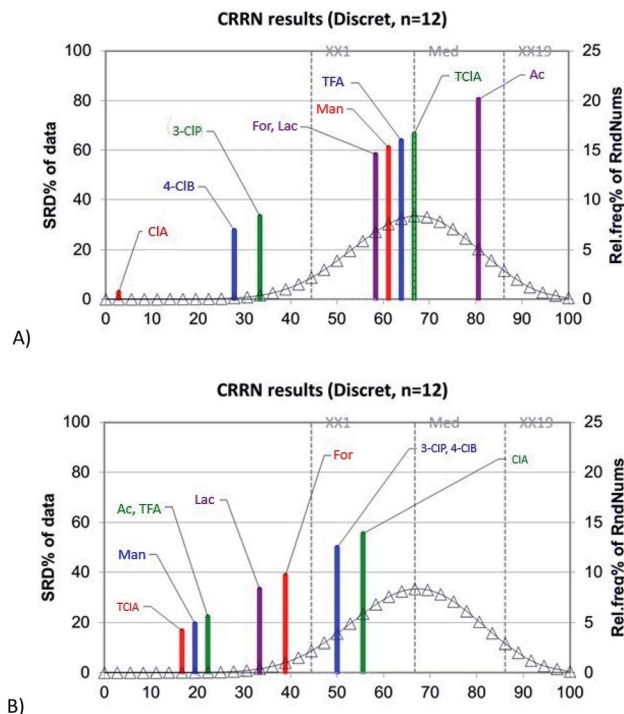 CRRN results (Discret, n=12)
100 XX1 Med XX19 25
TFA TClA Ac
80 20
Man
For, Lac
3-ClP
60 15
4-ClB
40 10
ClA
20 5
0 0
SRD% of data
Rel.freq% of RndNums
0 10 20 30 40 50 60 70 80 90 100
A)
CRRN results (Discret, n=12)
100 XX1 Med XX19 25
3-ClP, 4-ClB
For ClA
80 20
Lac
Ac, TFA
60 15
Man
40 10
TClA
20 5
0 0
SRD% of data
Rel.freq% of RndNums
0 10 20 30 40 50 60 70 80 90 100
B)